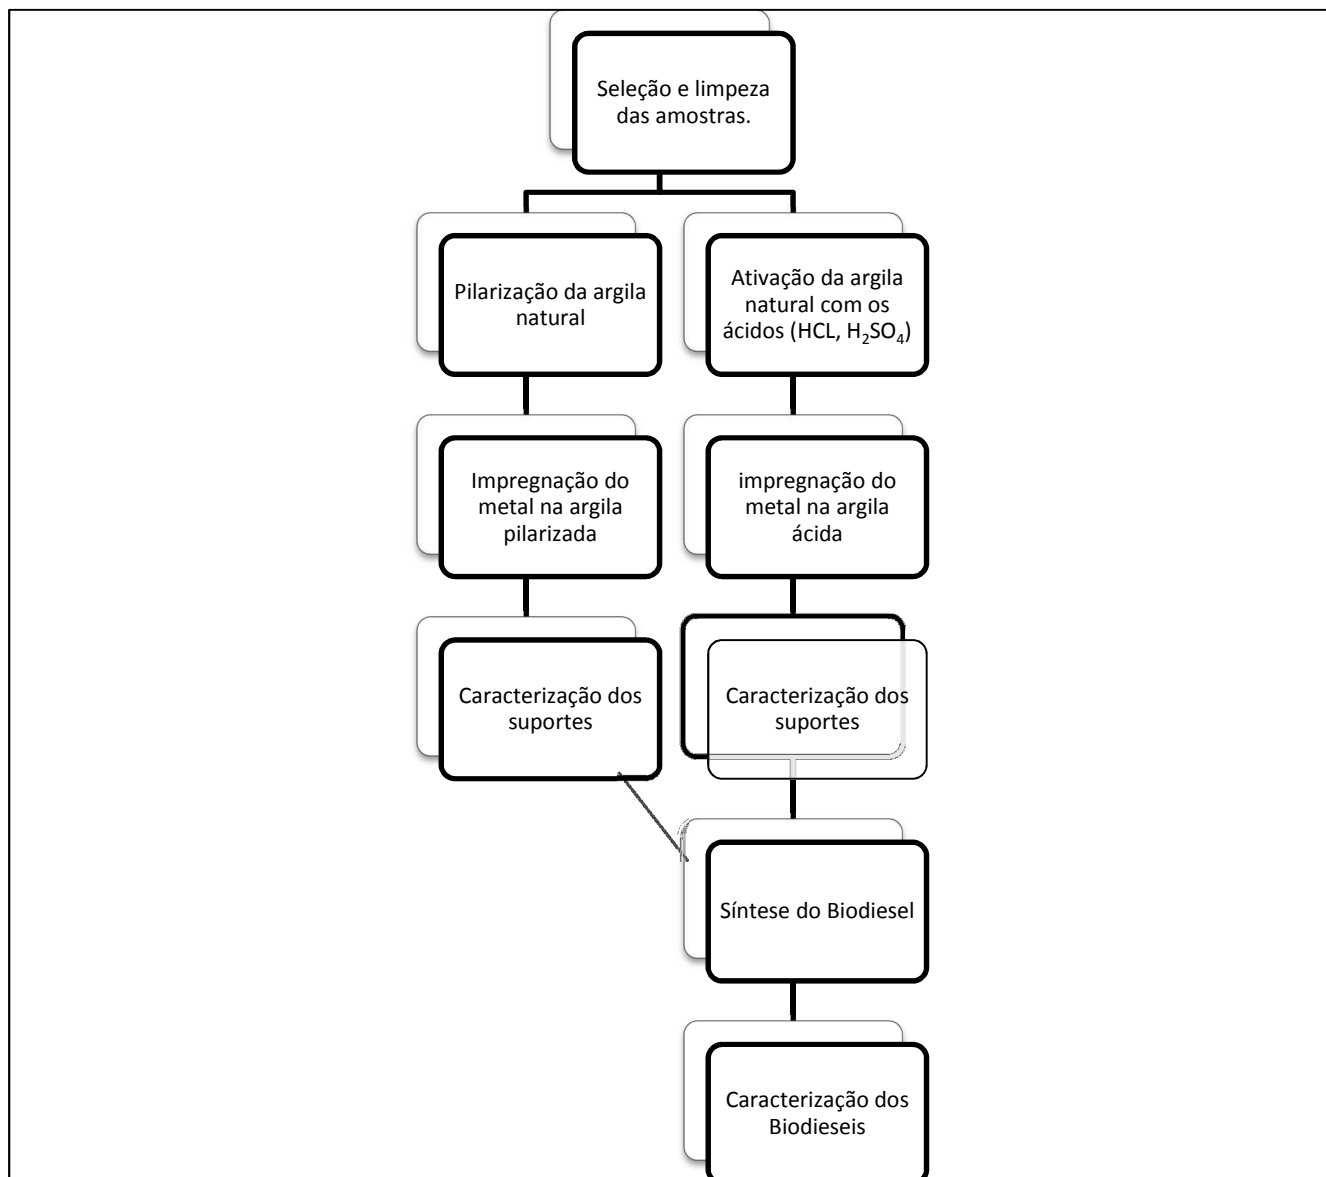 Seleção e limpeza
das amostras.
Pilarização da argila
natural
Ativação da argila
natural com os
ácidos (HCL, H₂SO₄)
Impregnação do
metal na argila
pilarizada
impregnação do
metal na argila
ácida
Caracterização dos
suportes
Caracterização dos
suportes
Síntese do Biodiesel
Caracterização dos
Biodieseis